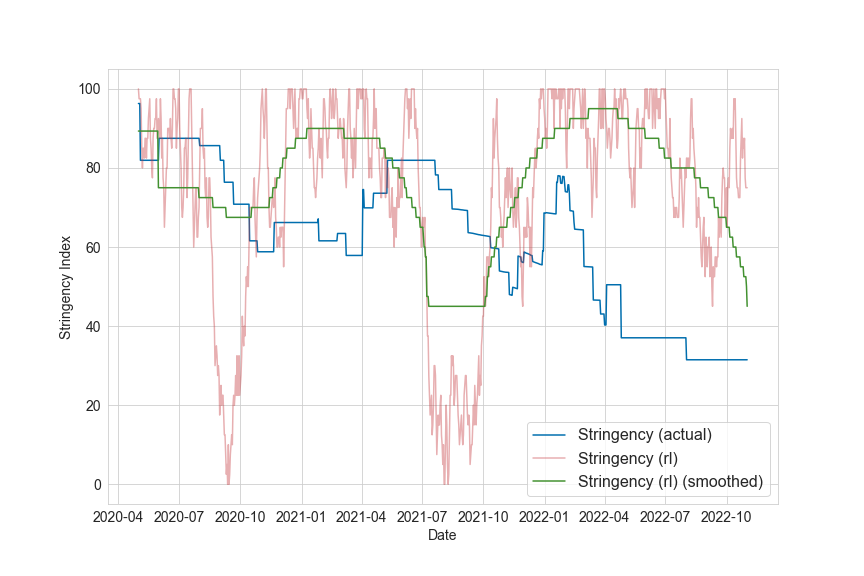 100
80
60
40
20
0
Stringency Index
Stringency (actual)
Stringency (rl)
Stringency (rl) (smoothed)
2020-04 2020-07 2020-10 2021-01 2021-04 2021-07 2021-10 2022-01 2022-04 2022-07 2022-10
Date